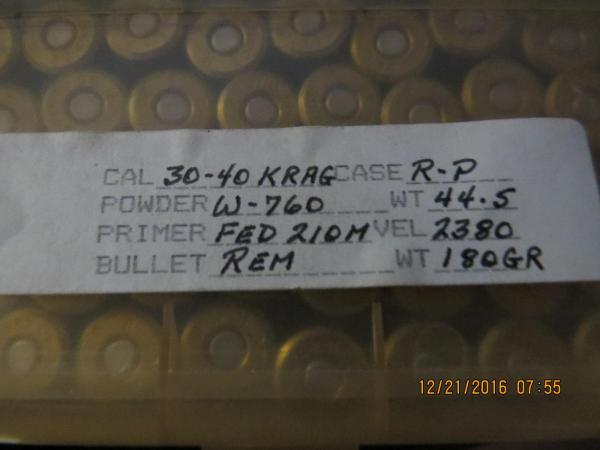 CAL 30-40 KRAG CASE R-P
POWDER W-760 WT 44.5
PRIMER FED 210M VEL 2380
BULLET REM WT 180GR
12/21/2016 07:55